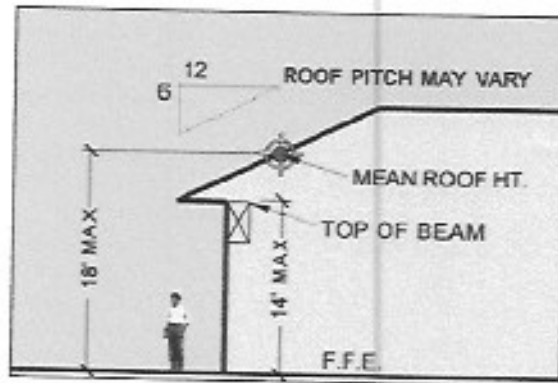 12
6
ROOF PITCH MAY VARY
MEAN ROOF HT.
TOP OF BEAM
18' MAX
14' MAX
F.F.E.